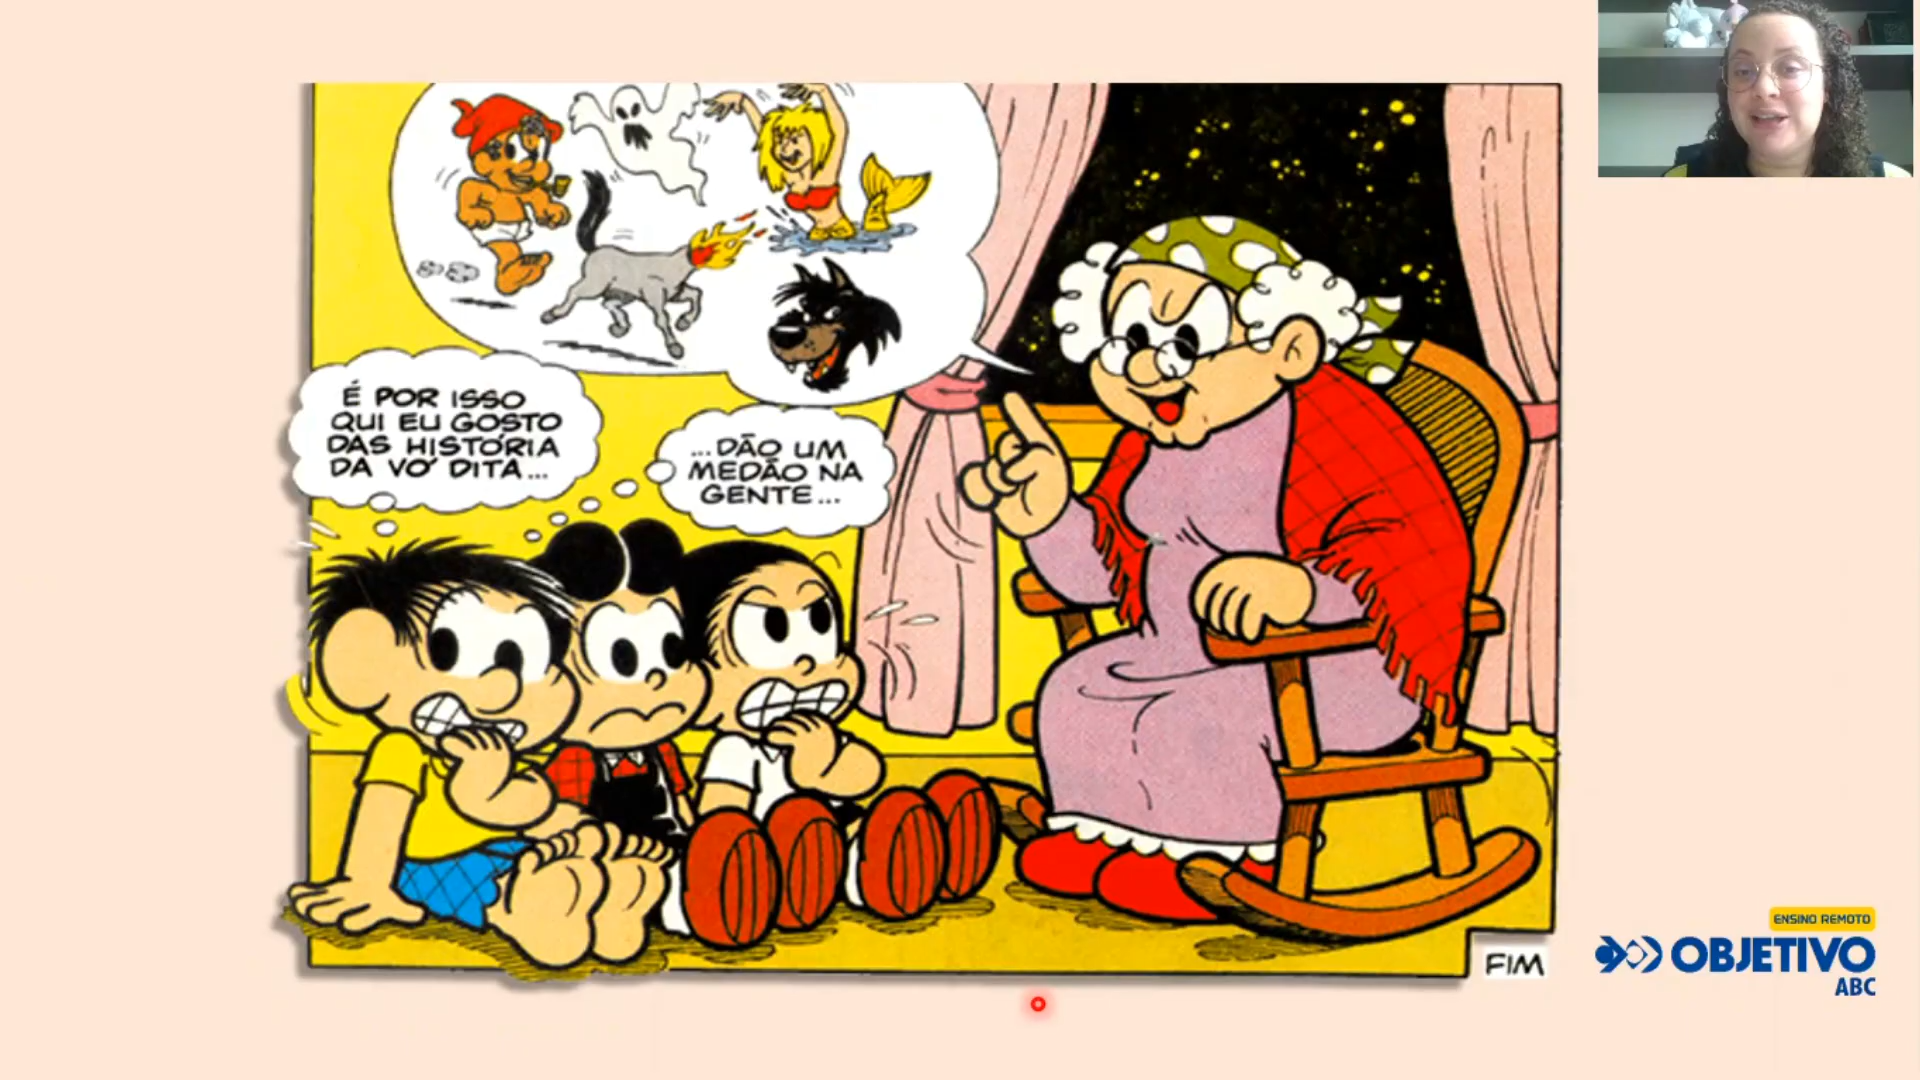 É POR ISSO
QUI EU GOSTO
DAS HISTÓRIA
DA VÓ DITA...
...DÃO UM
MEDÃO NA
GENTE...
FIM
ENSINO REMOTO
OBJETIVO
ABC